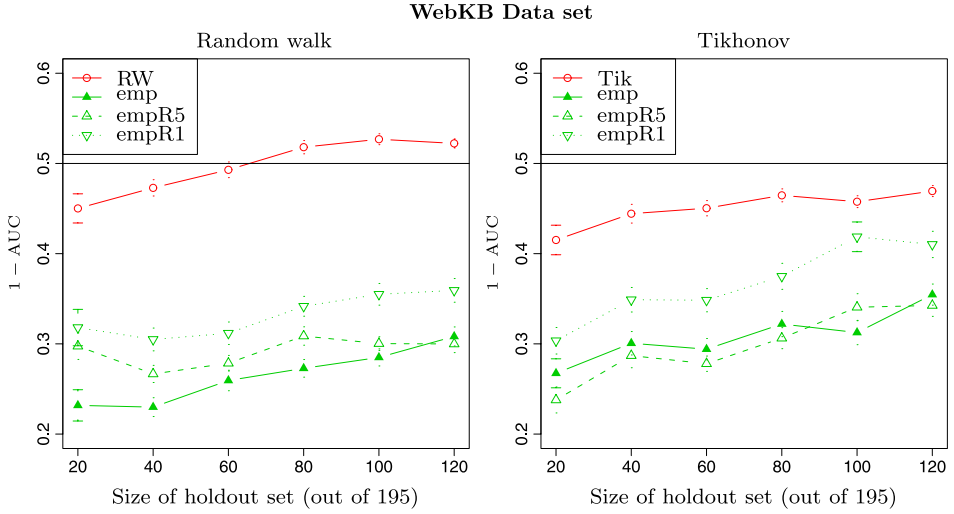 WebKB Data set
Random walk
RW
emp
empR5
empR1
0.6
0.5
0.4
0.3
0.2
1 − AUC
20 40 60 80 100 120
Size of holdout set (out of 195)
Tikhonov
Tik
emp
empR5
empR1
0.6
0.5
0.4
0.3
0.2
1 − AUC
20 40 60 80 100 120
Size of holdout set (out of 195)